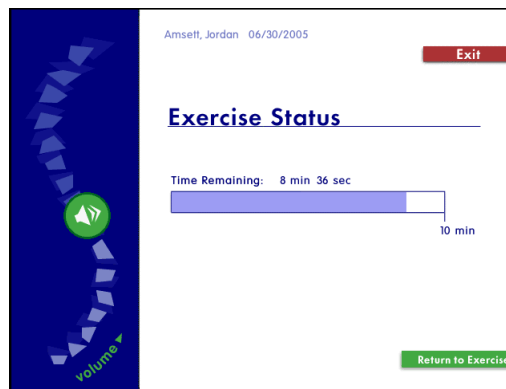 Amsett, Jordan 06/30/2005
Exit
Exercise Status
Time Remaining: 8 min 36 sec
10 min
volume
Return to Exercise